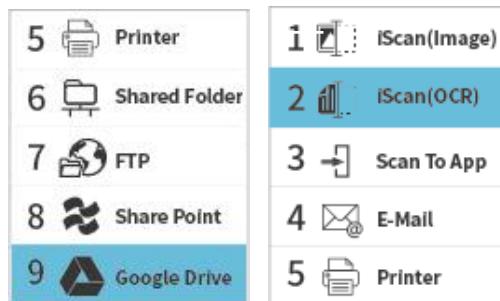 5 Printer
6 Shared Folder
7 FTP
8 Share Point
9 Google Drive
1 iScan(Image)
2 iScan(OCR)
3 Scan To App
4 E-Mail
5 Printer